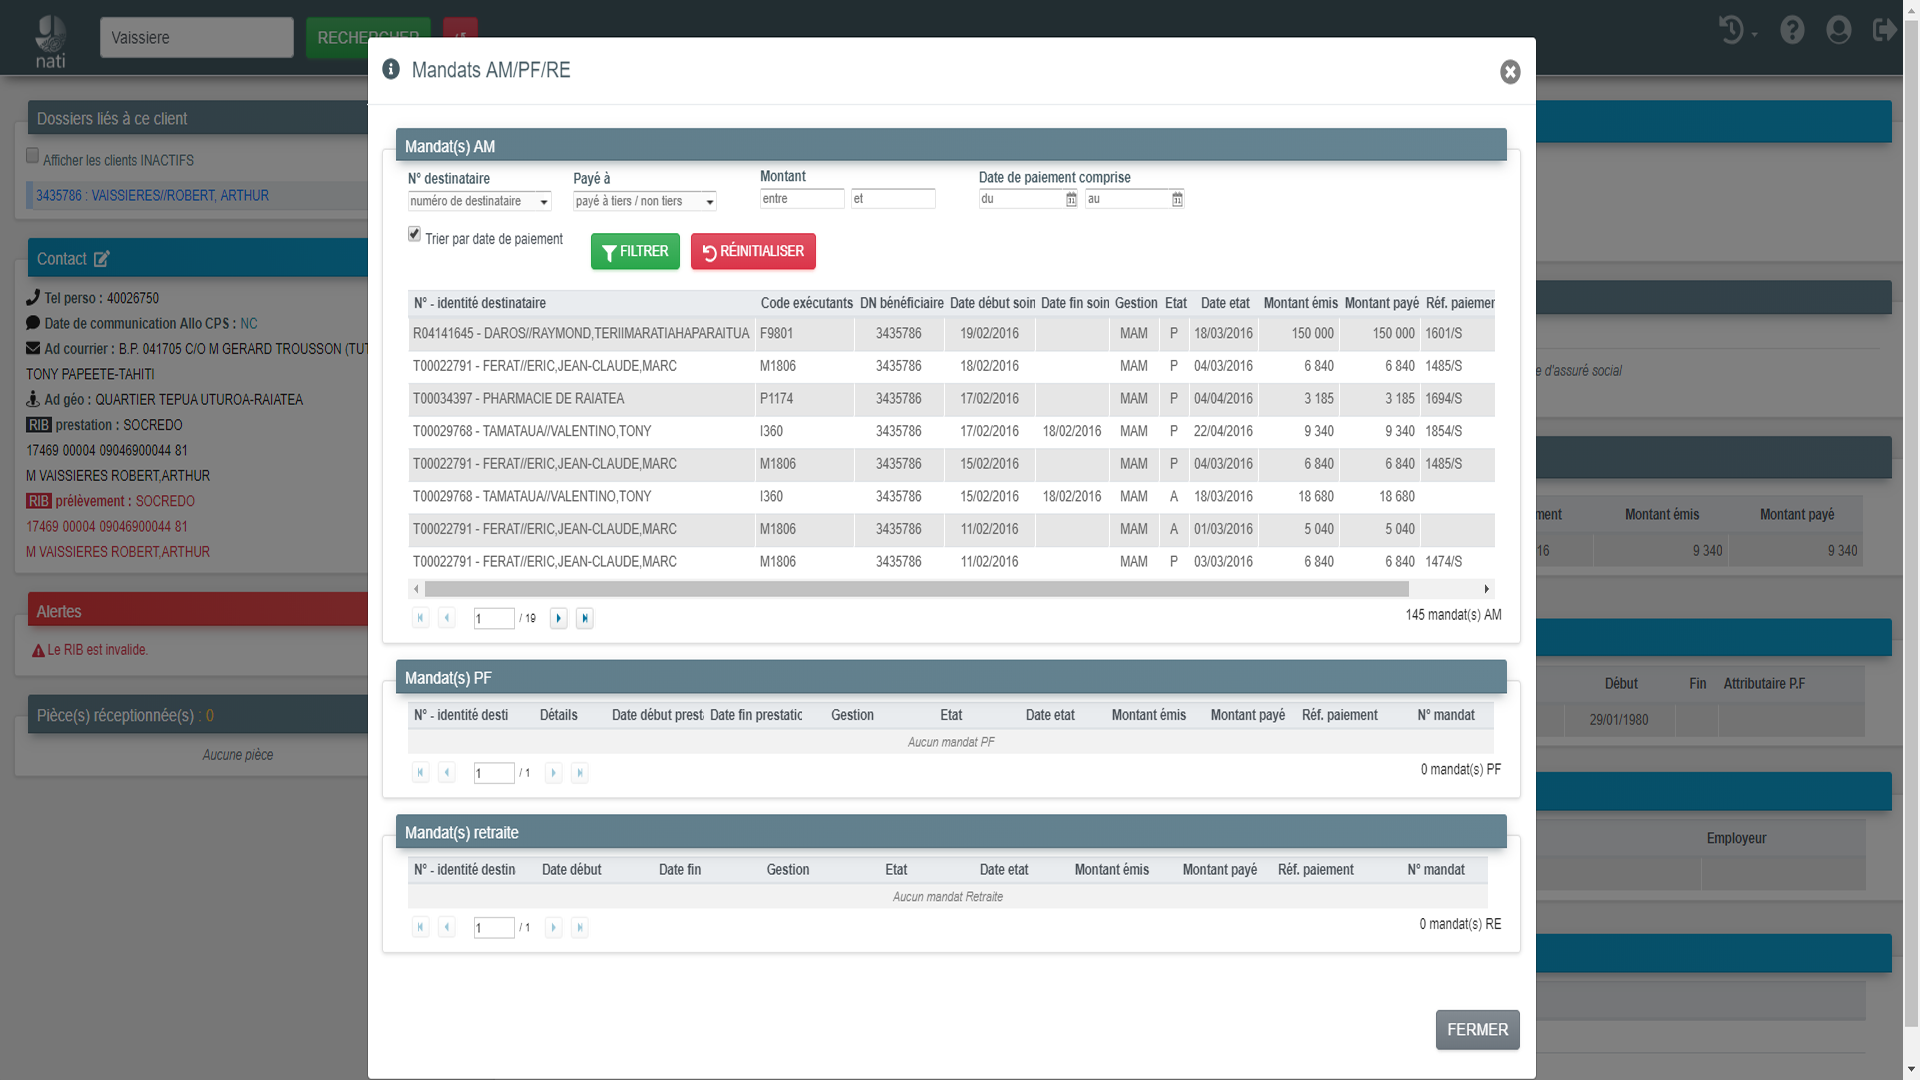 nati
Vaissiere
RECHERCHER
Dossiers liés à ce client
Afficher les clients INACTIFS
3435786 : VAISSIERES//ROBERT, ARTHUR
Contact
Tel perso : 40026750
Date de communication Allo CPS : NC
Ad courrier : B.P. 041705 C/O M GERARD TROUSSON (TUT
TONY PAPEETE-TAHITI
Ad géo : QUARTIER TEPUA UTUROA-RAIATEA
RIB prestation : SOCREDO
17469 00004 09046900044 81
M VAISSIERES ROBERT,ARTHUR
RIB prélèvement : SOCREDO
17469 00004 09046900044 81
M VAISSIERES ROBERT,ARTHUR
Alertes
Le RIB est invalide.
Pièce(s) réceptionnée(s) : 0
Aucune pièce
Mandats AM/PF/RE
Mandat(s) AM
N° destinataire Payé à Montant Date de paiement comprise
numéro de destinataire payé à tiers / non tiers entre et du au
Trier par date de paiement FILTRER RÉINITIALISER
N° - identité destinataire Code exécutants DN bénéficiaire Date début soin Date fin soin Gestion Etat Date etat Montant émis Montant payé Réf. paiemer
R04141645 - DAROS//RAYMOND,TERIIMARATIAHAPARAITUA F9801 3435786 19/02/2016 MAM P 18/03/2016 150 000 150 000 1601/S
T00022791 - FERAT//ERIC,JEAN-CLAUDE,MARC M1806 3435786 18/02/2016 MAM P 04/03/2016 6 840 6 840 1485/S
T00034397 - PHARMACIE DE RAIATEA P1174 3435786 17/02/2016 MAM P 04/04/2016 3 185 3 185 1694/S
T00029768 - TAMATAUA//VALENTINO,TONY I360 3435786 17/02/2016 18/02/2016 MAM P 22/04/2016 9 340 9 340 1854/S
T00022791 - FERAT//ERIC,JEAN-CLAUDE,MARC M1806 3435786 15/02/2016 MAM P 04/03/2016 6 840 6 840 1485/S
T00029768 - TAMATAUA//VALENTINO,TONY I360 3435786 15/02/2016 18/02/2016 MAM A 18/03/2016 18 680 18 680
T00022791 - FERAT//ERIC,JEAN-CLAUDE,MARC M1806 3435786 11/02/2016 MAM A 01/03/2016 5 040 5 040
T00022791 - FERAT//ERIC,JEAN-CLAUDE,MARC M1806 3435786 11/02/2016 MAM P 03/03/2016 6 840 6 840 1474/S
1 / 19 145 mandat(s) AM
Mandat(s) PF
N° - identité desti Détails Date début prest Date fin prestatic Gestion Etat Date etat Montant émis Montant payé Réf. paiement N° mandat
Aucun mandat PF
1 / 1 0 mandat(s) PF
Mandat(s) retraite
N° - identité destin Date début Date fin Gestion Etat Date etat Montant émis Montant payé Réf. paiement N° mandat
Aucun mandat Retraite
1 / 1 0 mandat(s) RE
FERMER
e d'assuré social
ment Montant émis Montant payé
16 9 340 9 340
Début Fin Attributaire P.F
29/01/1980
Employeur